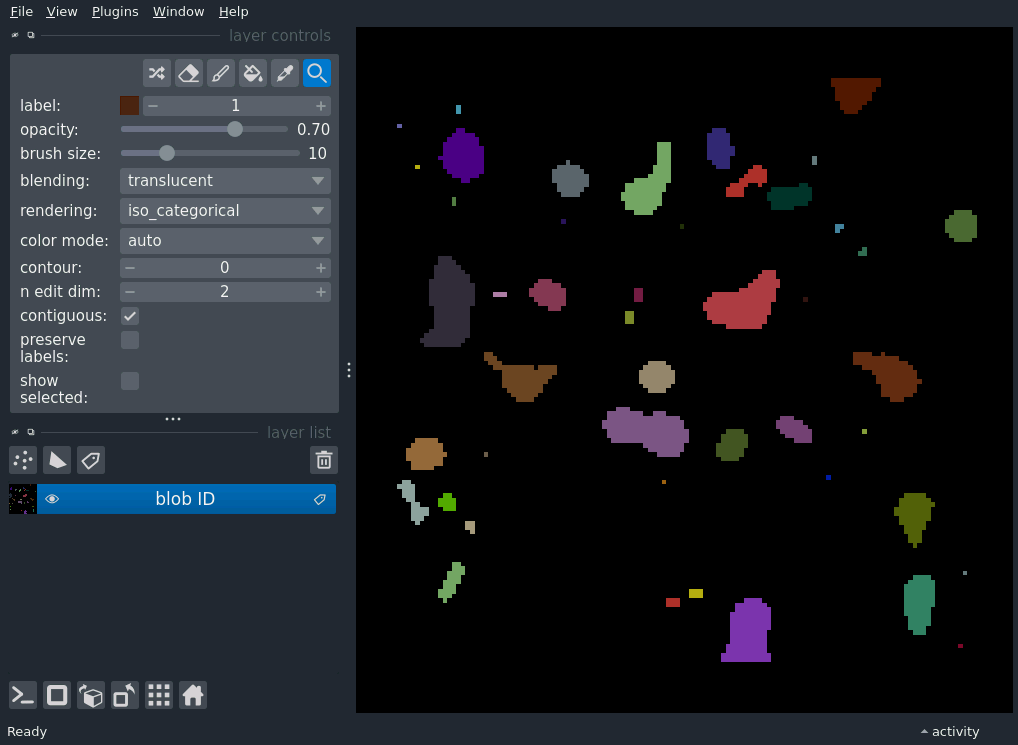 File View Plugins Window Help
layer controls
label: 1
opacity: 0.70
brush size: 10
blending: translucent
rendering: iso_categorical
color mode: auto
contour: 0
n edit dim: 2
contiguous:
preserve
labels:
show
selected:
layer list
blob ID
Ready
activity